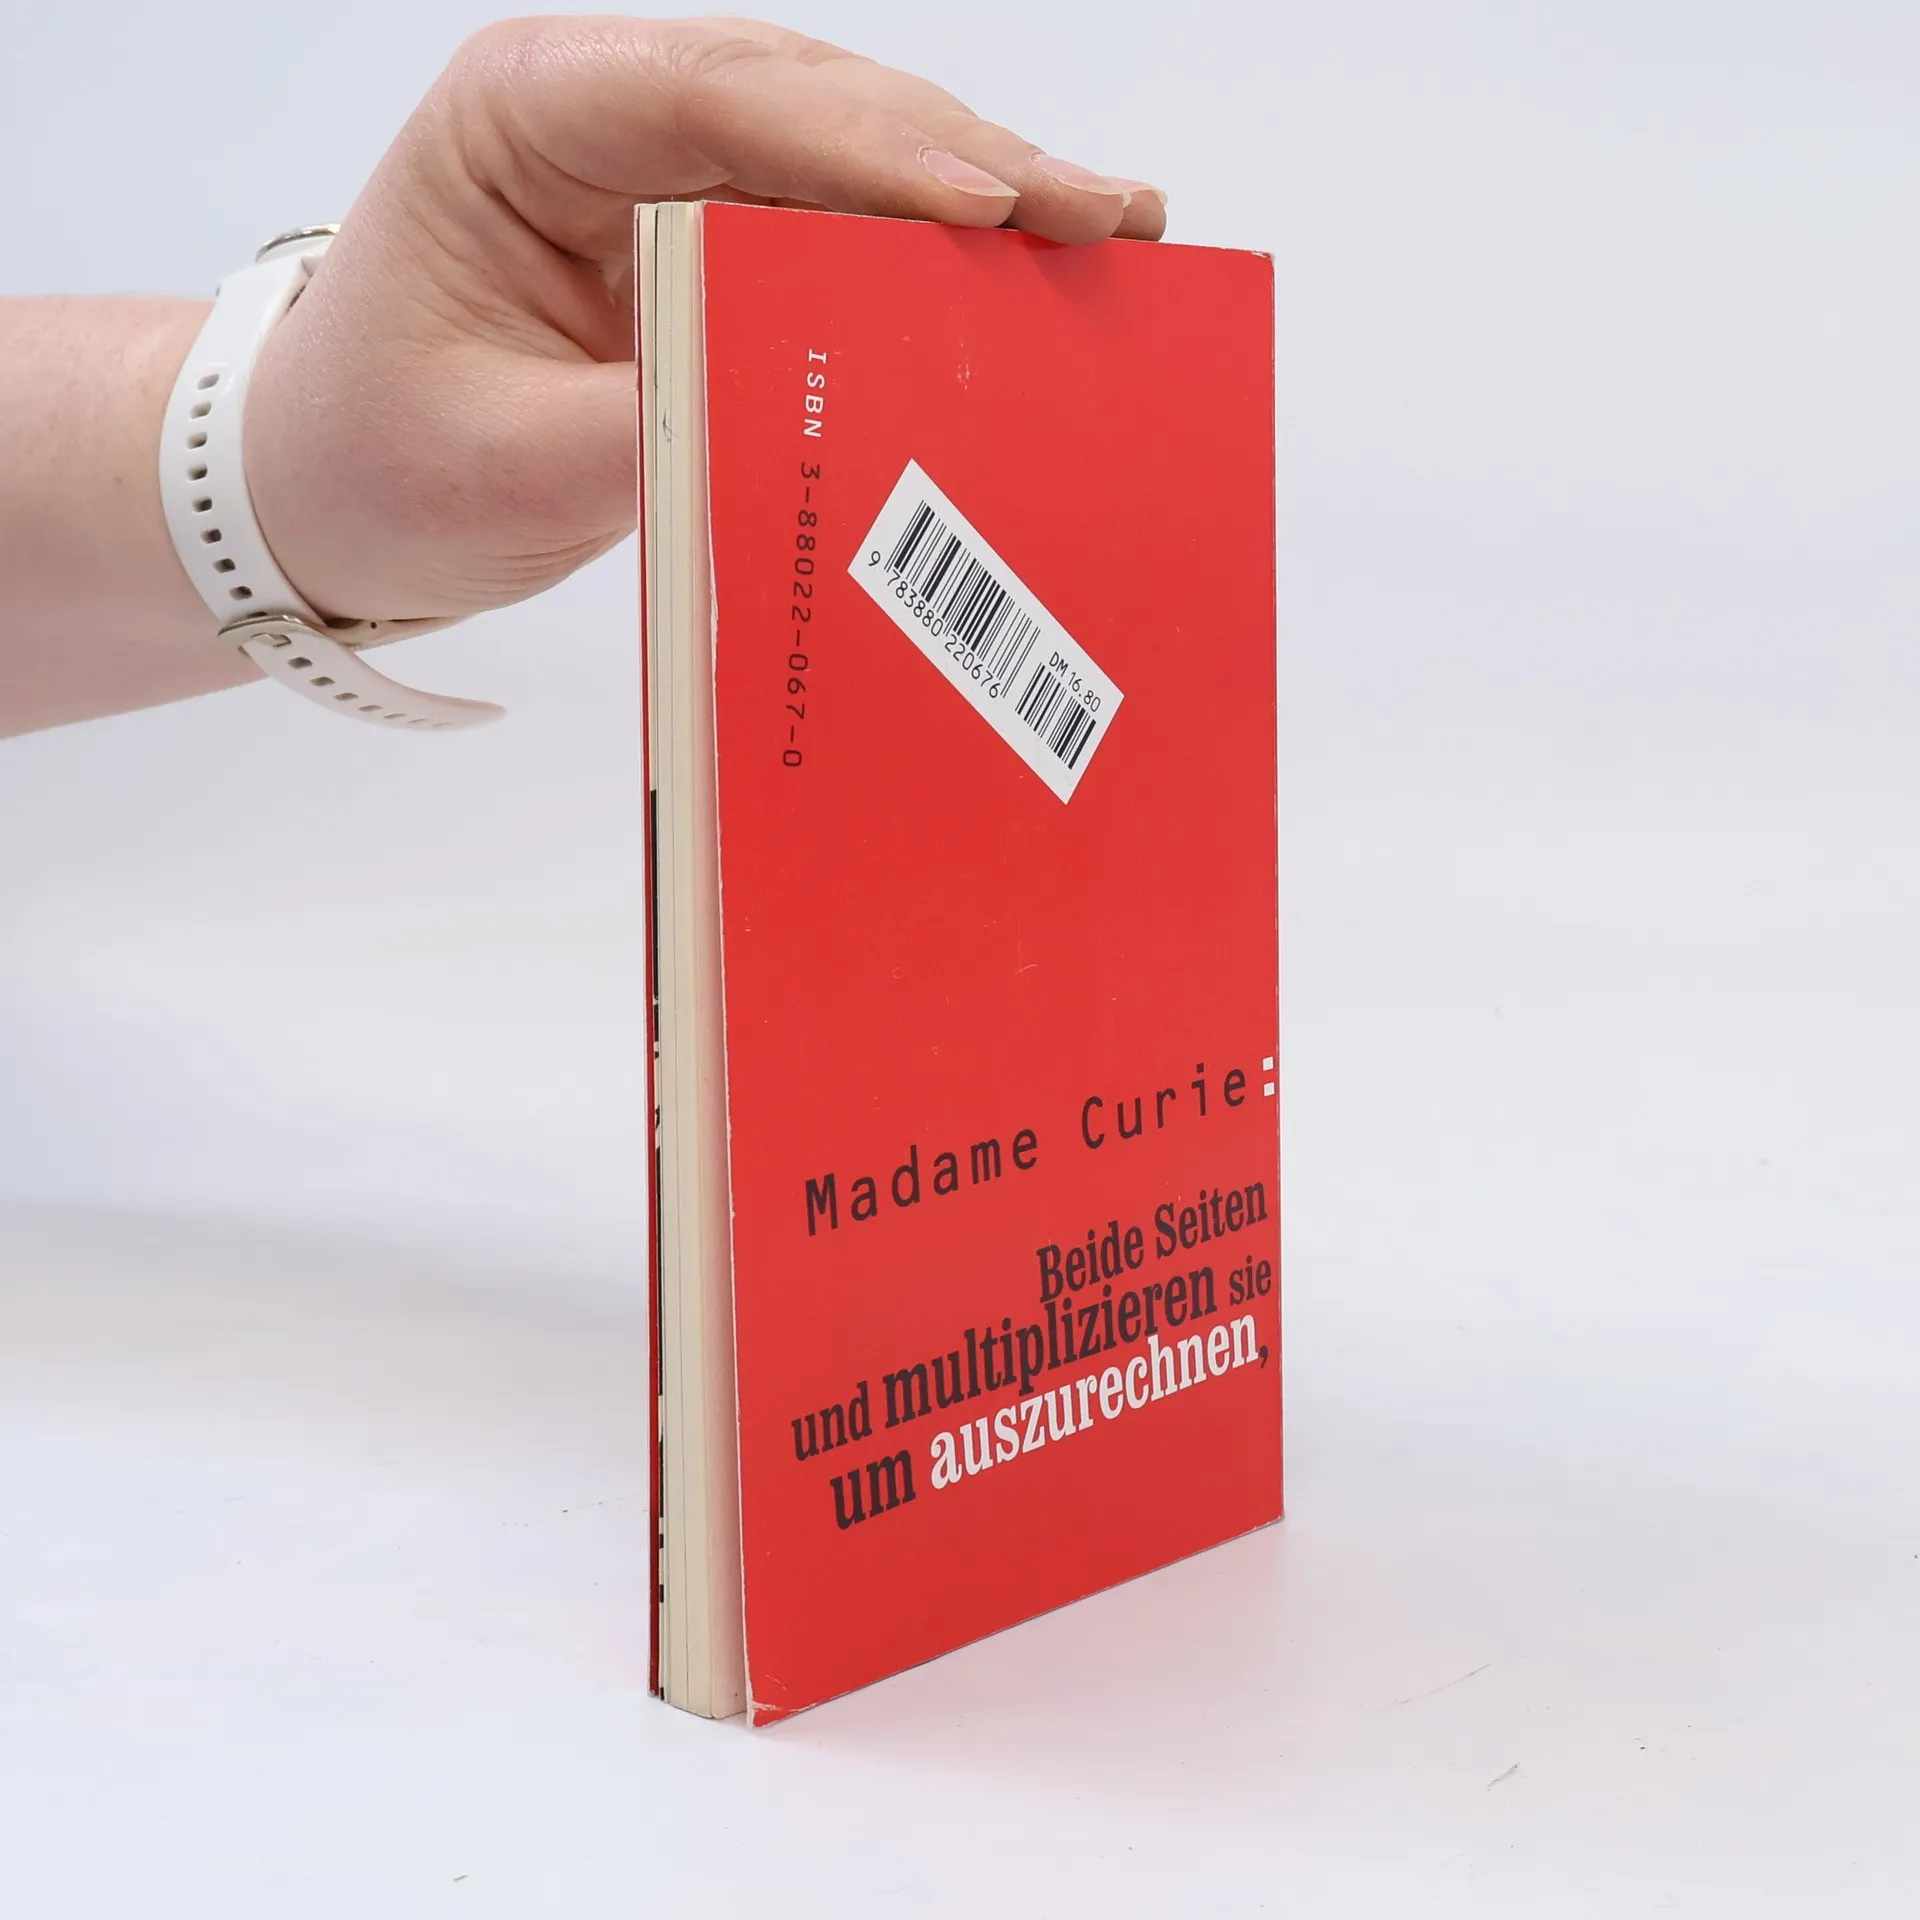 ISBN 3-88022-067-0
9 783880 220676
DM 16.80
Madame Curie:
Beide Seiten
und multiplizieren sie
um auszurechnen,